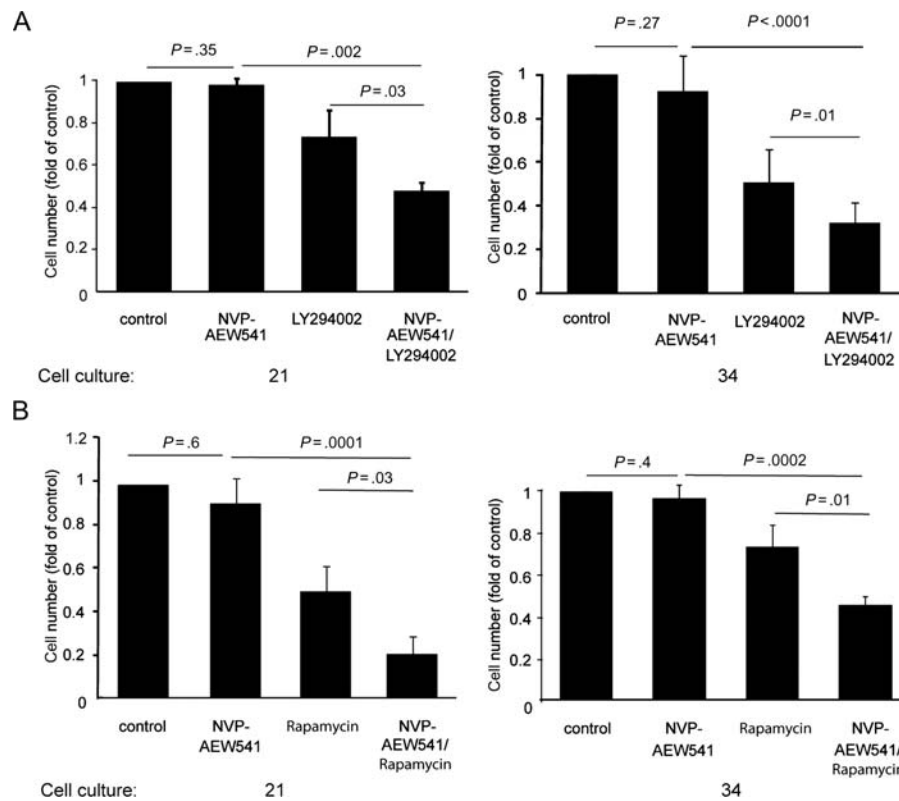 A
P = .35
P = .002
P = .03
Cell number (fold of control)
1
0.8
0.6
0.4
0.2
0
control
NVP-
AEW541
LY294002
NVP-
AEW541/
LY294002
P = .27
P < .0001
P = .01
Cell number (fold of control)
1
0.8
0.6
0.4
0.2
0
control
NVP-
AEW541
LY294002
NVP-
AEW541/
LY294002
Cell culture: 21 34
B
P = .6
P = .0001
P = .03
Cell number (fold of control)
1.2
1
0.8
0.6
0.4
0.2
0
control
NVP-
AEW541
Rapamycin
NVP-
AEW541/
Rapamycin
P = .4
P = .0002
P = .01
Cell number (fold of control)
1
0.8
0.6
0.4
0.2
0
control
NVP-
AEW541
Rapamycin
NVP-
AEW541/
Rapamycin
Cell culture: 21 34